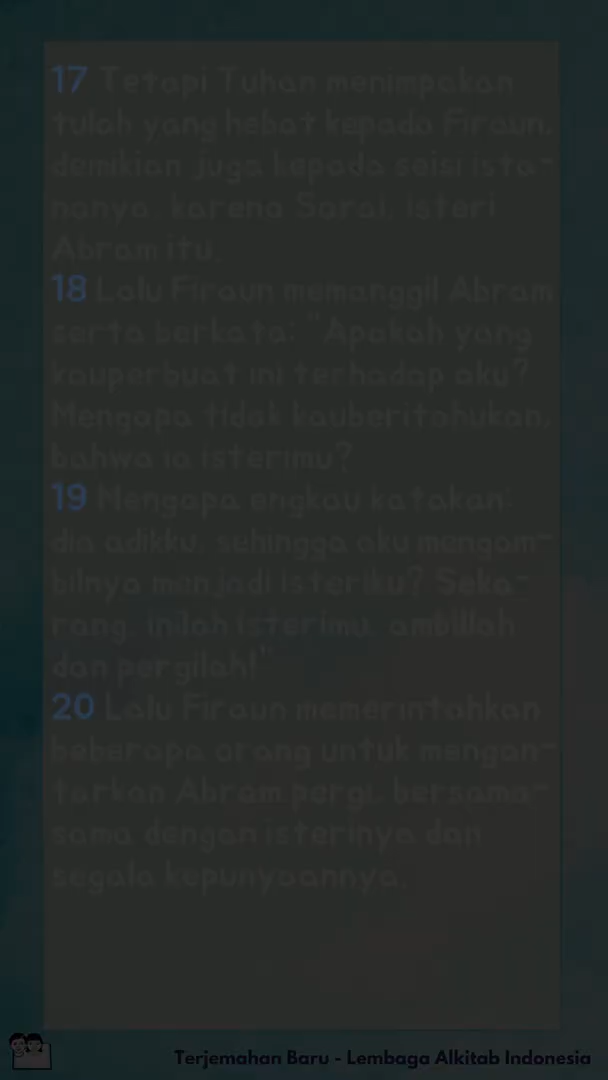 17 Tetapi Tuhan menimpakan
tulah yang hebat kepada Firaun,
demikian juga kepada seisi ista-
nanya, karena Sarai, isteri
Abram itu.
18 Lalu Firaun memanggil Abram
serta berkata: "Apakah yang
kauperbuat ini terhadap aku?
Mengapa tidak kauberitahukan,
bahwa ia isterimu?
19 Mengapa engkau katakan:
dia adikku, sehingga aku mengam-
bilnya menjadi isteriku? Seka-
rang, inilah isterimu, ambillah
dan pergilah!"
20 Lalu Firaun memerintahkan
beberapa orang untuk mengan-
tarkan Abram pergi, bersama-
sama dengan isterinya dan
segala kepunyaannya.
Terjemahan Baru - Lembaga Alkitab Indonesia